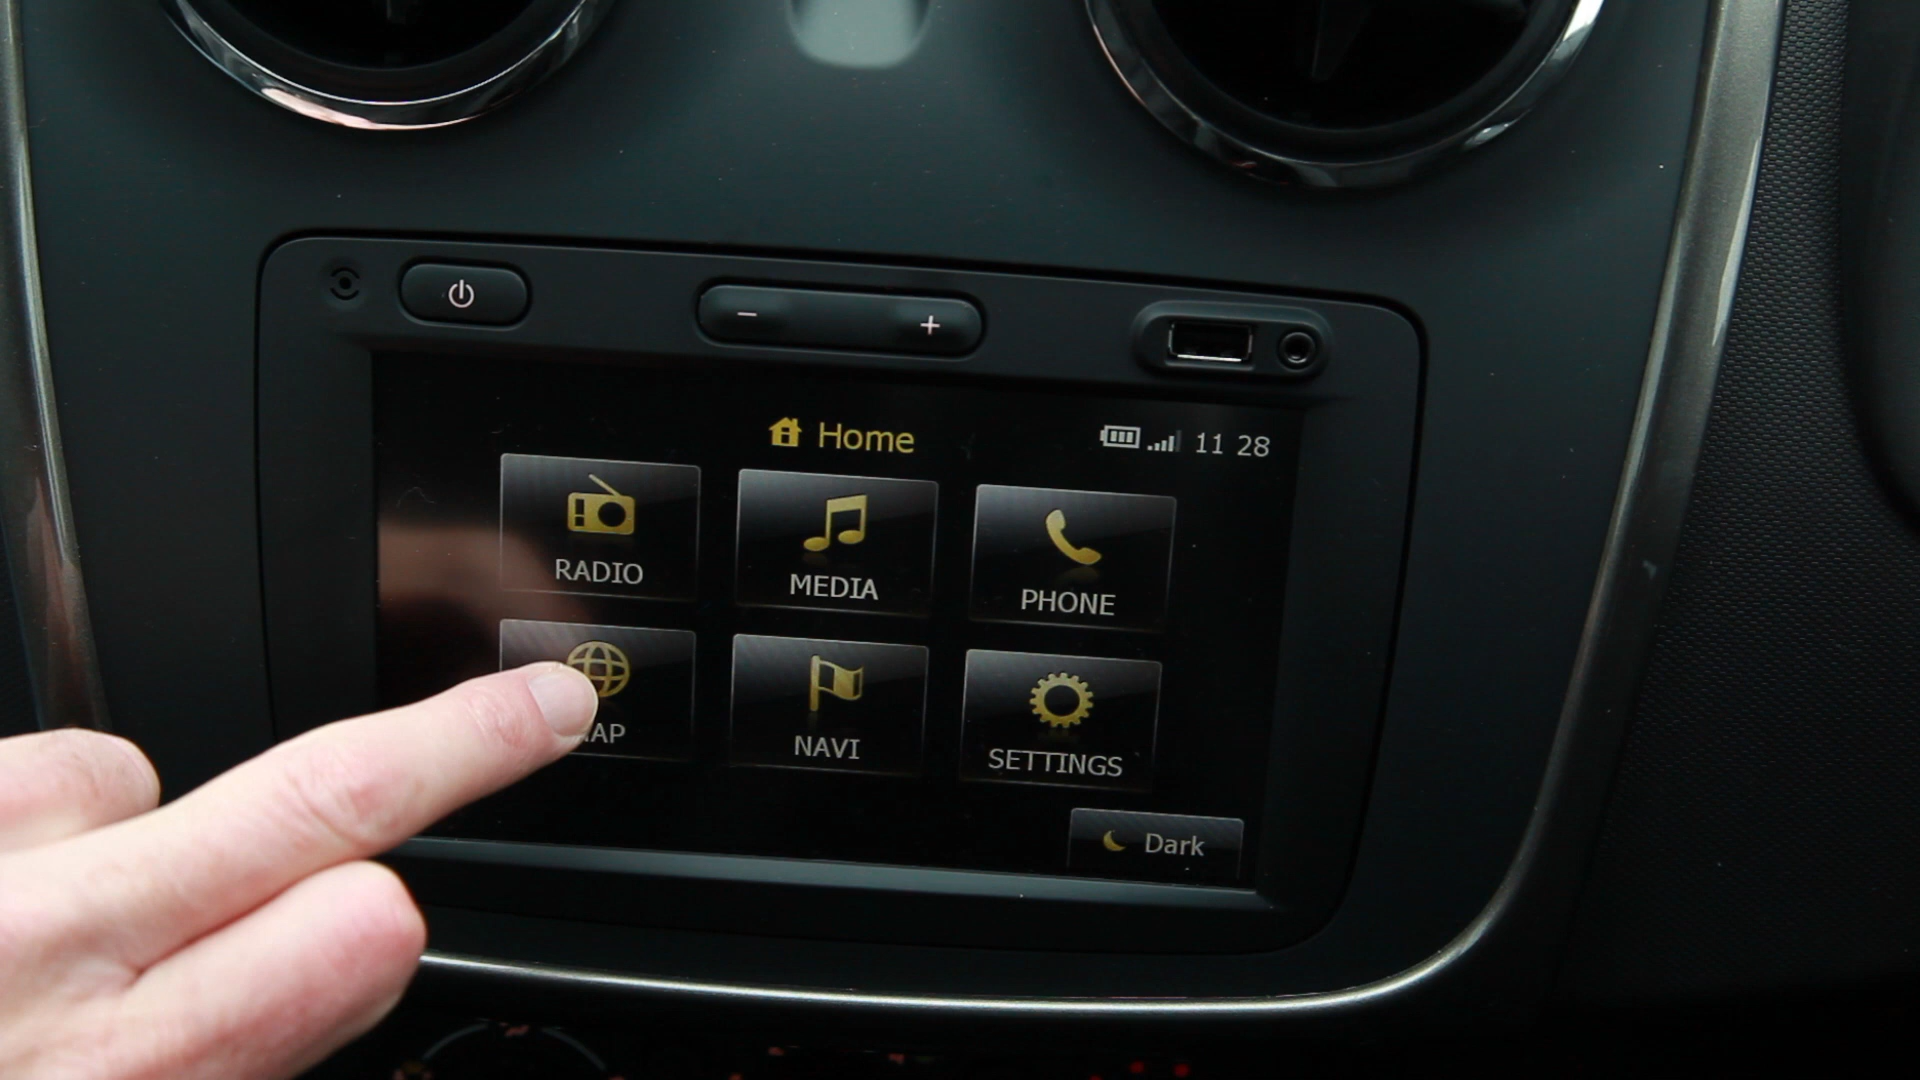 Home
11 28
RADIO
MEDIA
PHONE
MAP
NAVI
SETTINGS
Dark